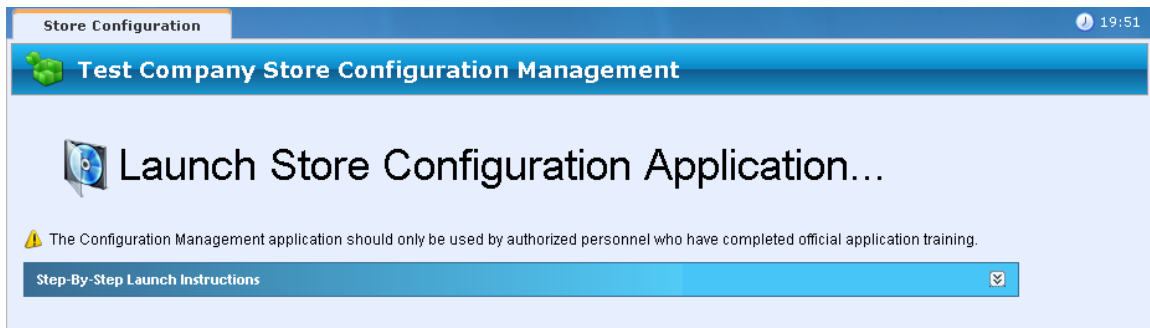 Store Configuration
19:51
Test Company Store Configuration Management
Launch Store Configuration Application...
The Configuration Management application should only be used by authorized personnel who have completed official application training.
Step-By-Step Launch Instructions